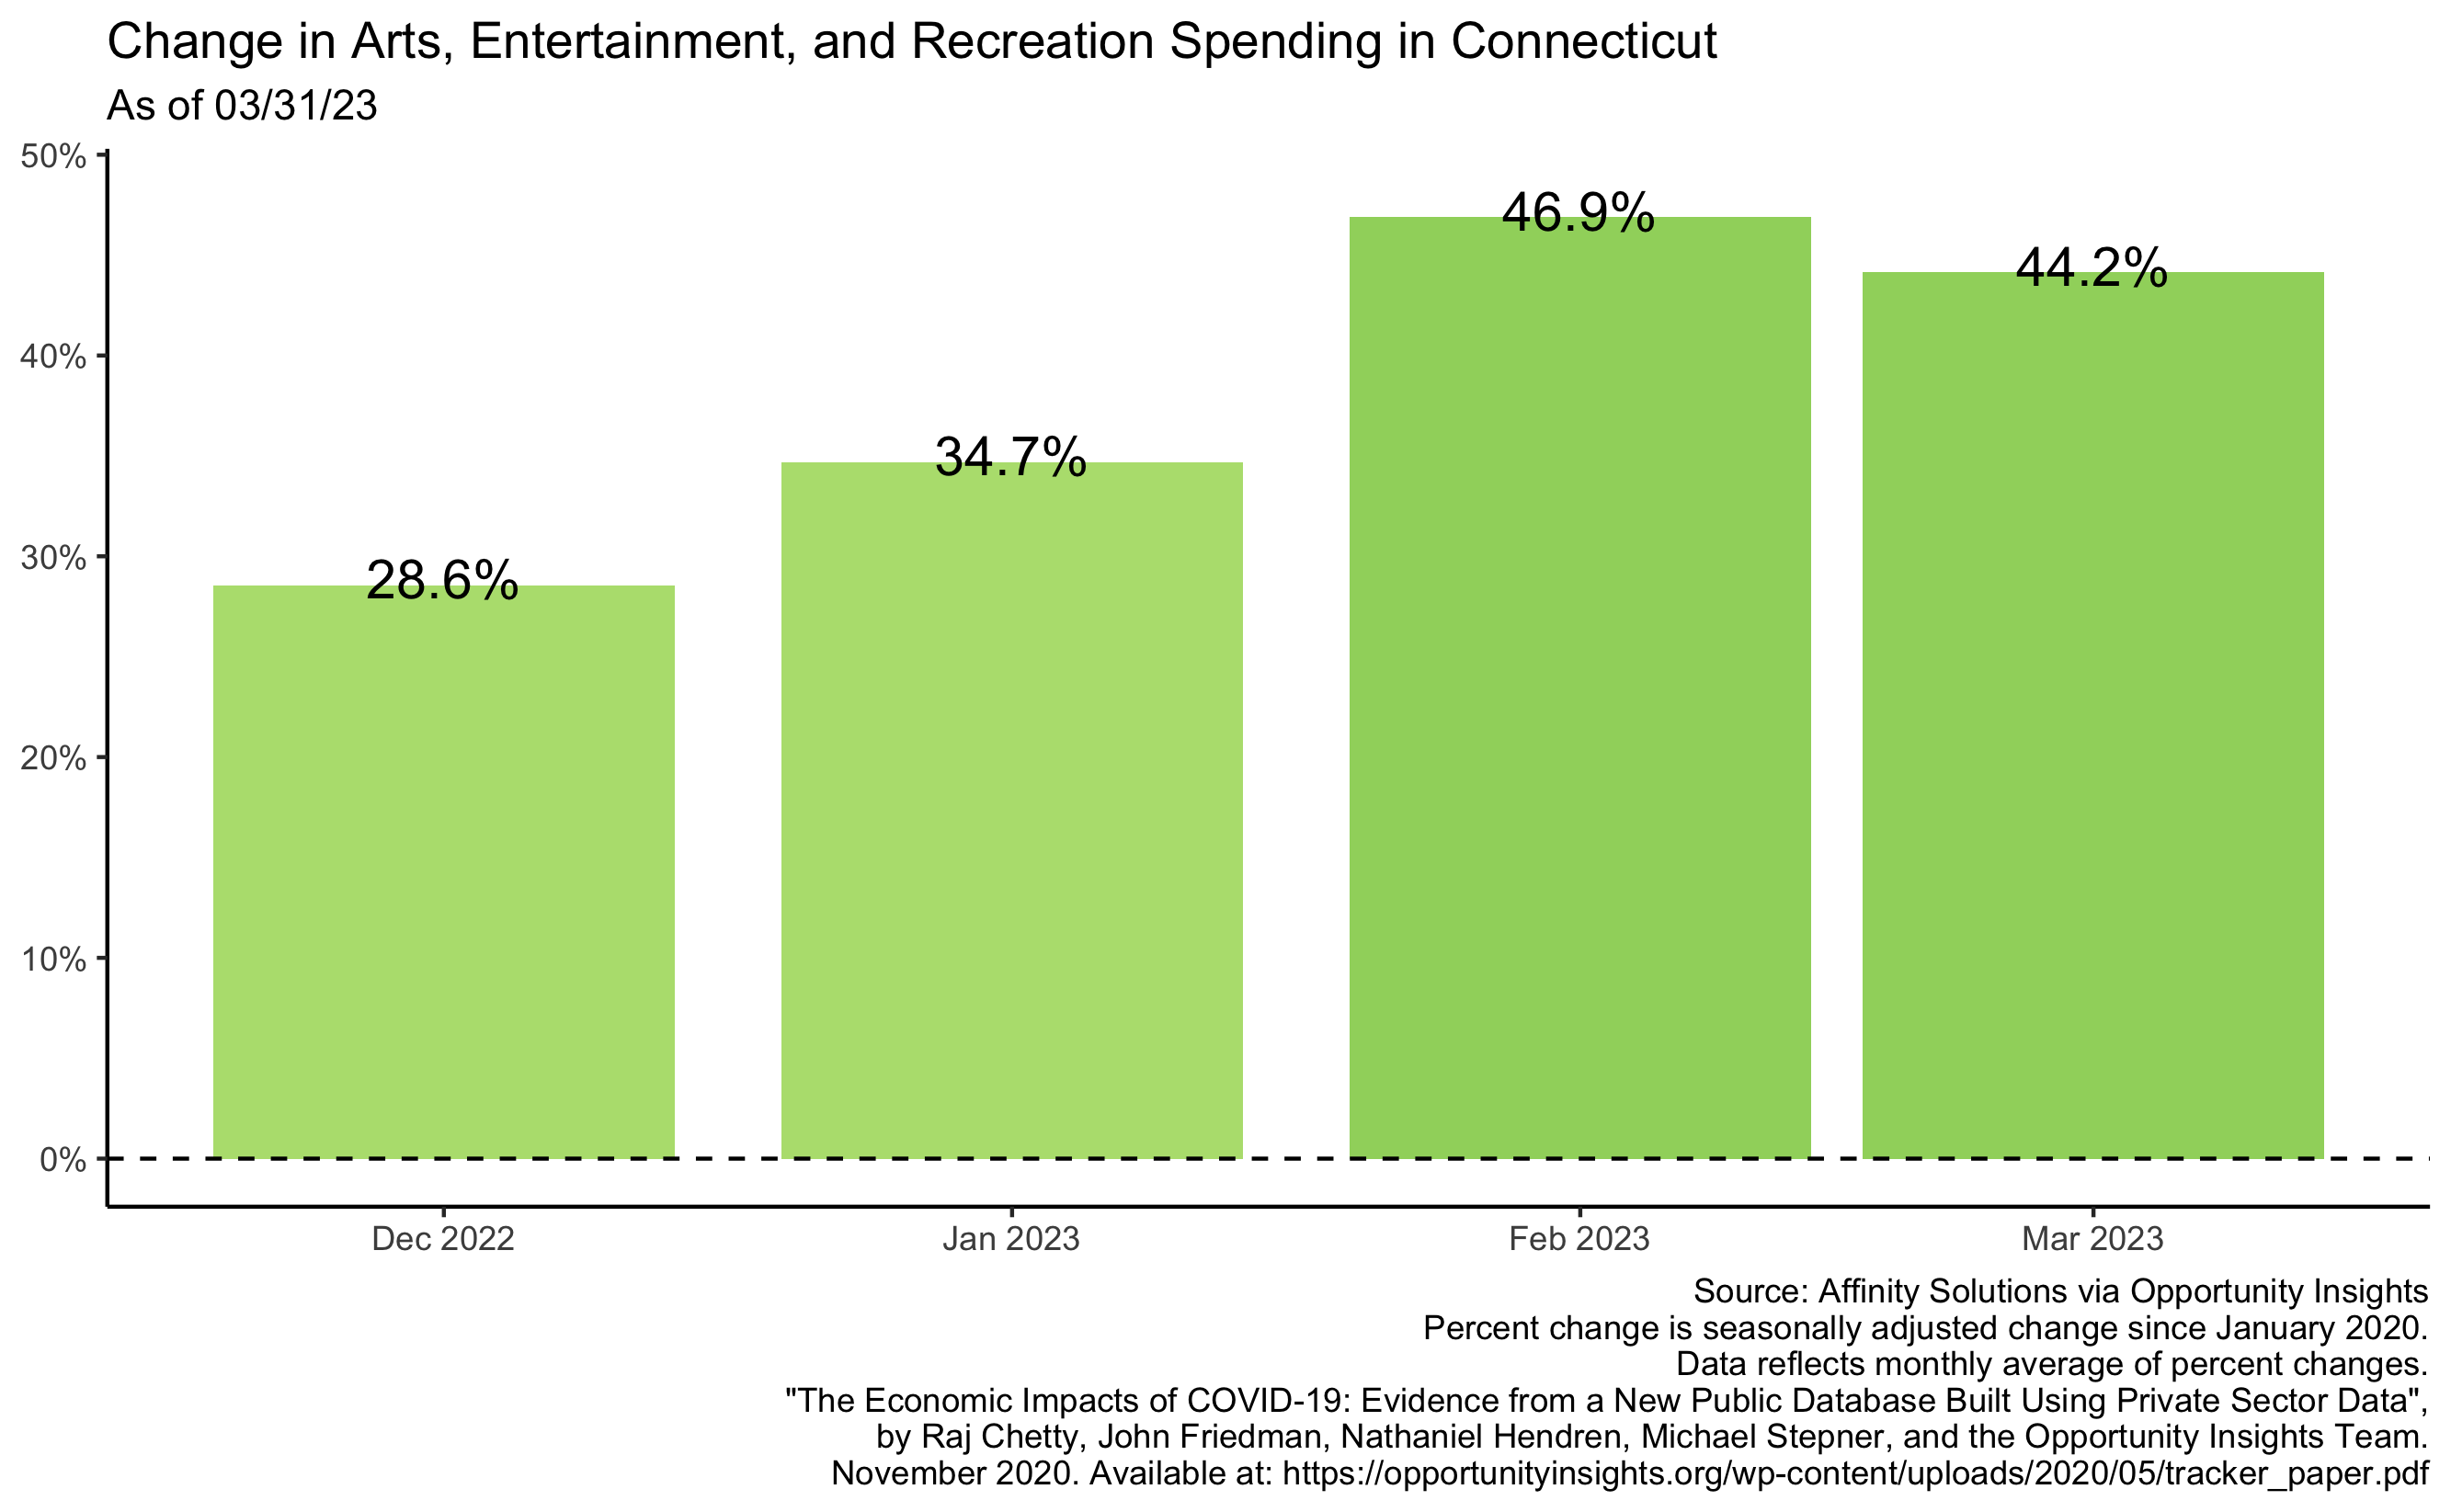 Change in Arts, Entertainment, and Recreation Spending in Connecticut
As of 03/31/23
50%
40%
30%
20%
10%
0%
28.6%
34.7%
46.9%
44.2%
Dec 2022
Jan 2023
Feb 2023
Mar 2023
Source: Affinity Solutions via Opportunity Insights
Percent change is seasonally adjusted change since January 2020.
Data reflects monthly average of percent changes.
"The Economic Impacts of COVID-19: Evidence from a New Public Database Built Using Private Sector Data",
by Raj Chetty, John Friedman, Nathaniel Hendren, Michael Stepner, and the Opportunity Insights Team.
November 2020. Available at: https://opportunityinsights.org/wp-content/uploads/2020/05/tracker_paper.pdf